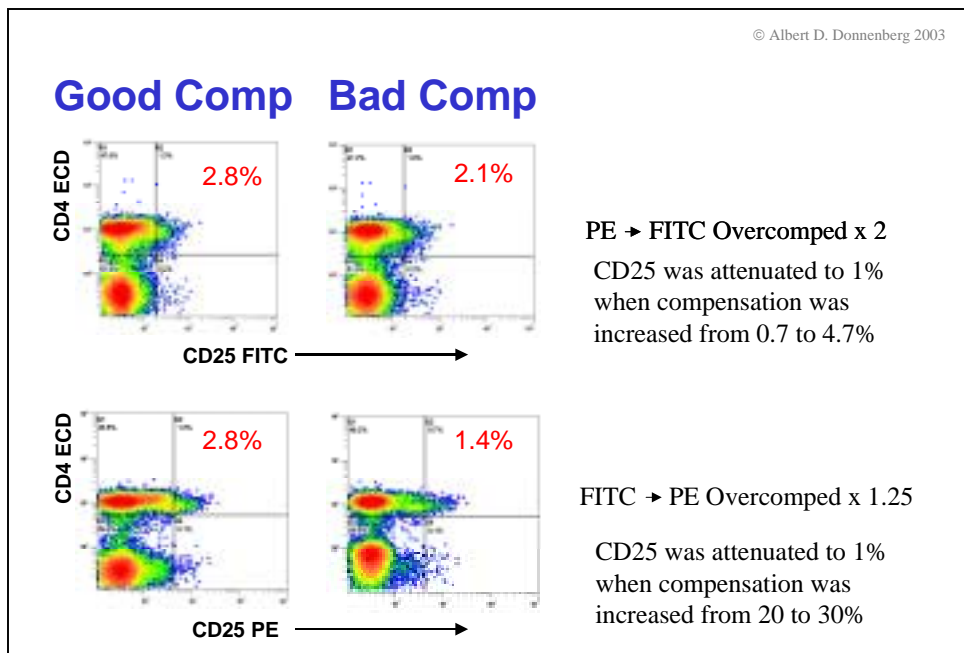 © Albert D. Donnenberg 2003
Good Comp
Bad Comp
CD4 ECD
2.8%
2.1%
PE → FITC Overcomped x 2
CD25 was attenuated to 1%
when compensation was
increased from 0.7 to 4.7%
CD25 FITC
CD4 ECD
2.8%
1.4%
FITC → PE Overcomped x 1.25
CD25 was attenuated to 1%
when compensation was
increased from 20 to 30%
CD25 PE